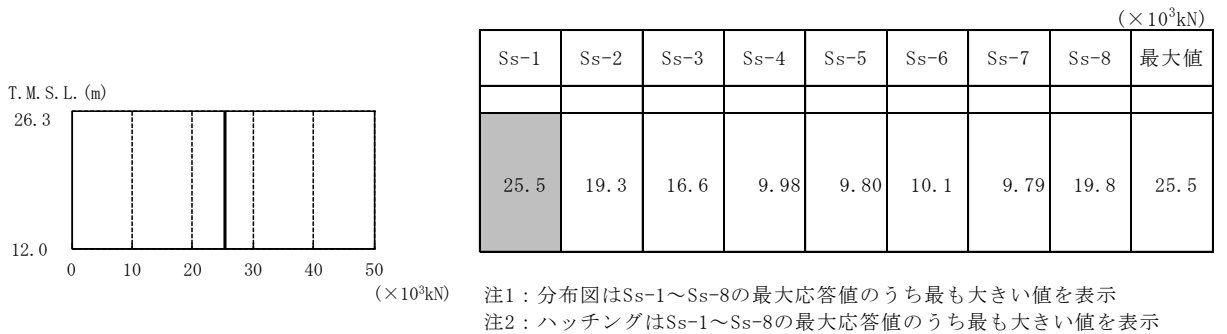 (×10³kN)
Ss-1 Ss-2 Ss-3 Ss-4 Ss-5 Ss-6 Ss-7 Ss-8 最大値
25.5 19.3 16.6 9.98 9.80 10.1 9.79 19.8 25.5
T.M.S.L.(m)
26.3
12.0
0 10 20 30 40 50
(×10³kN)
注1：分布図はSs-1～Ss-8の最大応答値のうち最も大きい値を表示
注2：ハッチングはSs-1～Ss-8の最大応答値のうち最も大きい値を表示